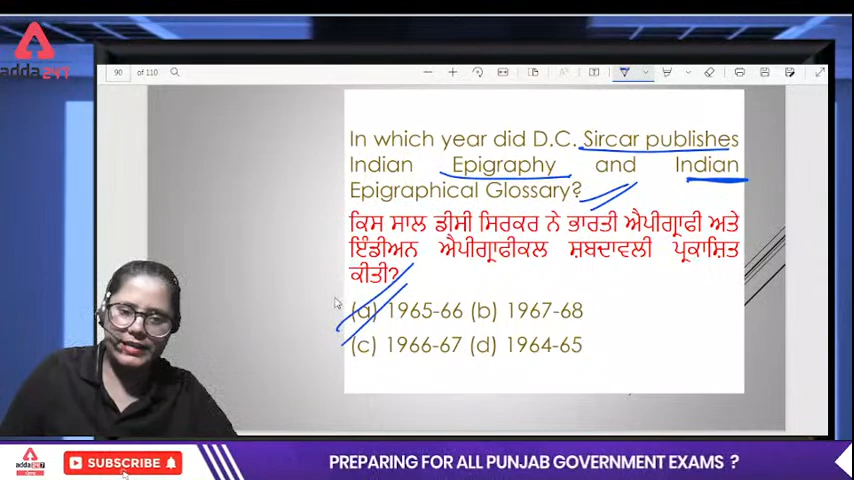 adda247
90 of 110
In which year did D.C. Sircar publishes
Indian Epigraphy and Indian
Epigraphical Glossary?
ਕਿਸ ਸਾਲ ਡੀਸੀ ਸਿਰਕਰ ਨੇ ਭਾਰਤੀ ਐਪੀਗ੍ਰਾਫੀ ਅਤੇ
ਇੰਡੀਅਨ ਐਪੀਗ੍ਰਾਫੀਕਲ ਸ਼ਬਦਾਵਲੀ ਪ੍ਰਕਾਸ਼ਿਤ
ਕੀਤੀ?
(a) 1965-66 (b) 1967-68
(c) 1966-67 (d) 1964-65
adda247
SUBSCRIBE
PREPARING FOR ALL PUNJAB GOVERNMENT EXAMS ?